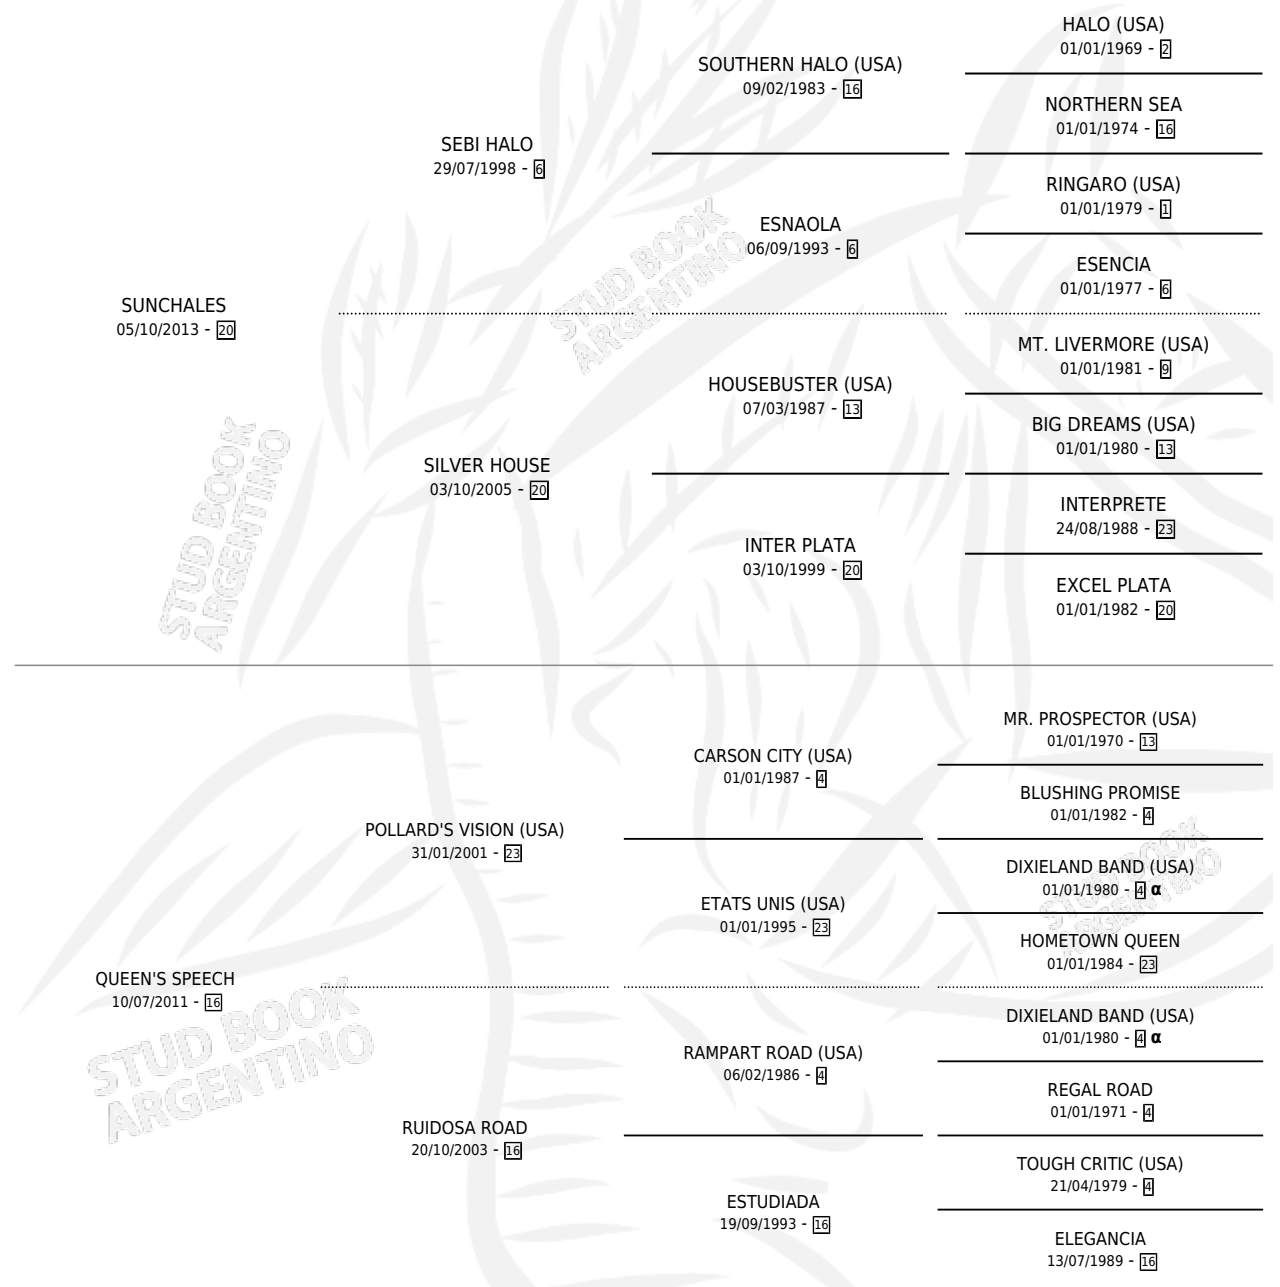 HALO (USA)
01/01/1969 - 2
SOUTHERN HALO (USA)
09/02/1983 - 16
NORTHERN SEA
01/01/1974 - 16
SEBI HALO
29/07/1998 - 6
RINGARO (USA)
01/01/1979 - 1
ESNAOLA
06/09/1993 - 6
ESENCIA
01/01/1977 - 6
SUNCHALES
05/10/2013 - 20
MT. LIVERMORE (USA)
01/01/1981 - 9
HOUSEBUSTER (USA)
07/03/1987 - 13
BIG DREAMS (USA)
01/01/1980 - 13
SILVER HOUSE
03/10/2005 - 20
INTERPRETE
24/08/1988 - 23
INTER PLATA
03/10/1999 - 20
EXCEL PLATA
01/01/1982 - 20
MR. PROSPECTOR (USA)
01/01/1970 - 13
CARSON CITY (USA)
01/01/1987 - 4
BLUSHING PROMISE
01/01/1982 - 4
POLLARD'S VISION (USA)
31/01/2001 - 23
DIXIELAND BAND (USA)
01/01/1980 - 4 α
ETATS UNIS (USA)
01/01/1995 - 23
HOMETOWN QUEEN
01/01/1984 - 23
QUEEN'S SPEECH
10/07/2011 - 16
DIXIELAND BAND (USA)
01/01/1980 - 4 α
RAMPART ROAD (USA)
06/02/1986 - 4
REGAL ROAD
01/01/1971 - 4
RUIDOSA ROAD
20/10/2003 - 16
TOUGH CRITIC (USA)
21/04/1979 - 4
ESTUDIADA
19/09/1993 - 16
ELEGANCIA
13/07/1989 - 16
STUD BOOK
ARGENTINO
STUD BOOK
ARGENTINO
STUD BOOK
ARGENTINO
STUD BOOK
ARGENTINO